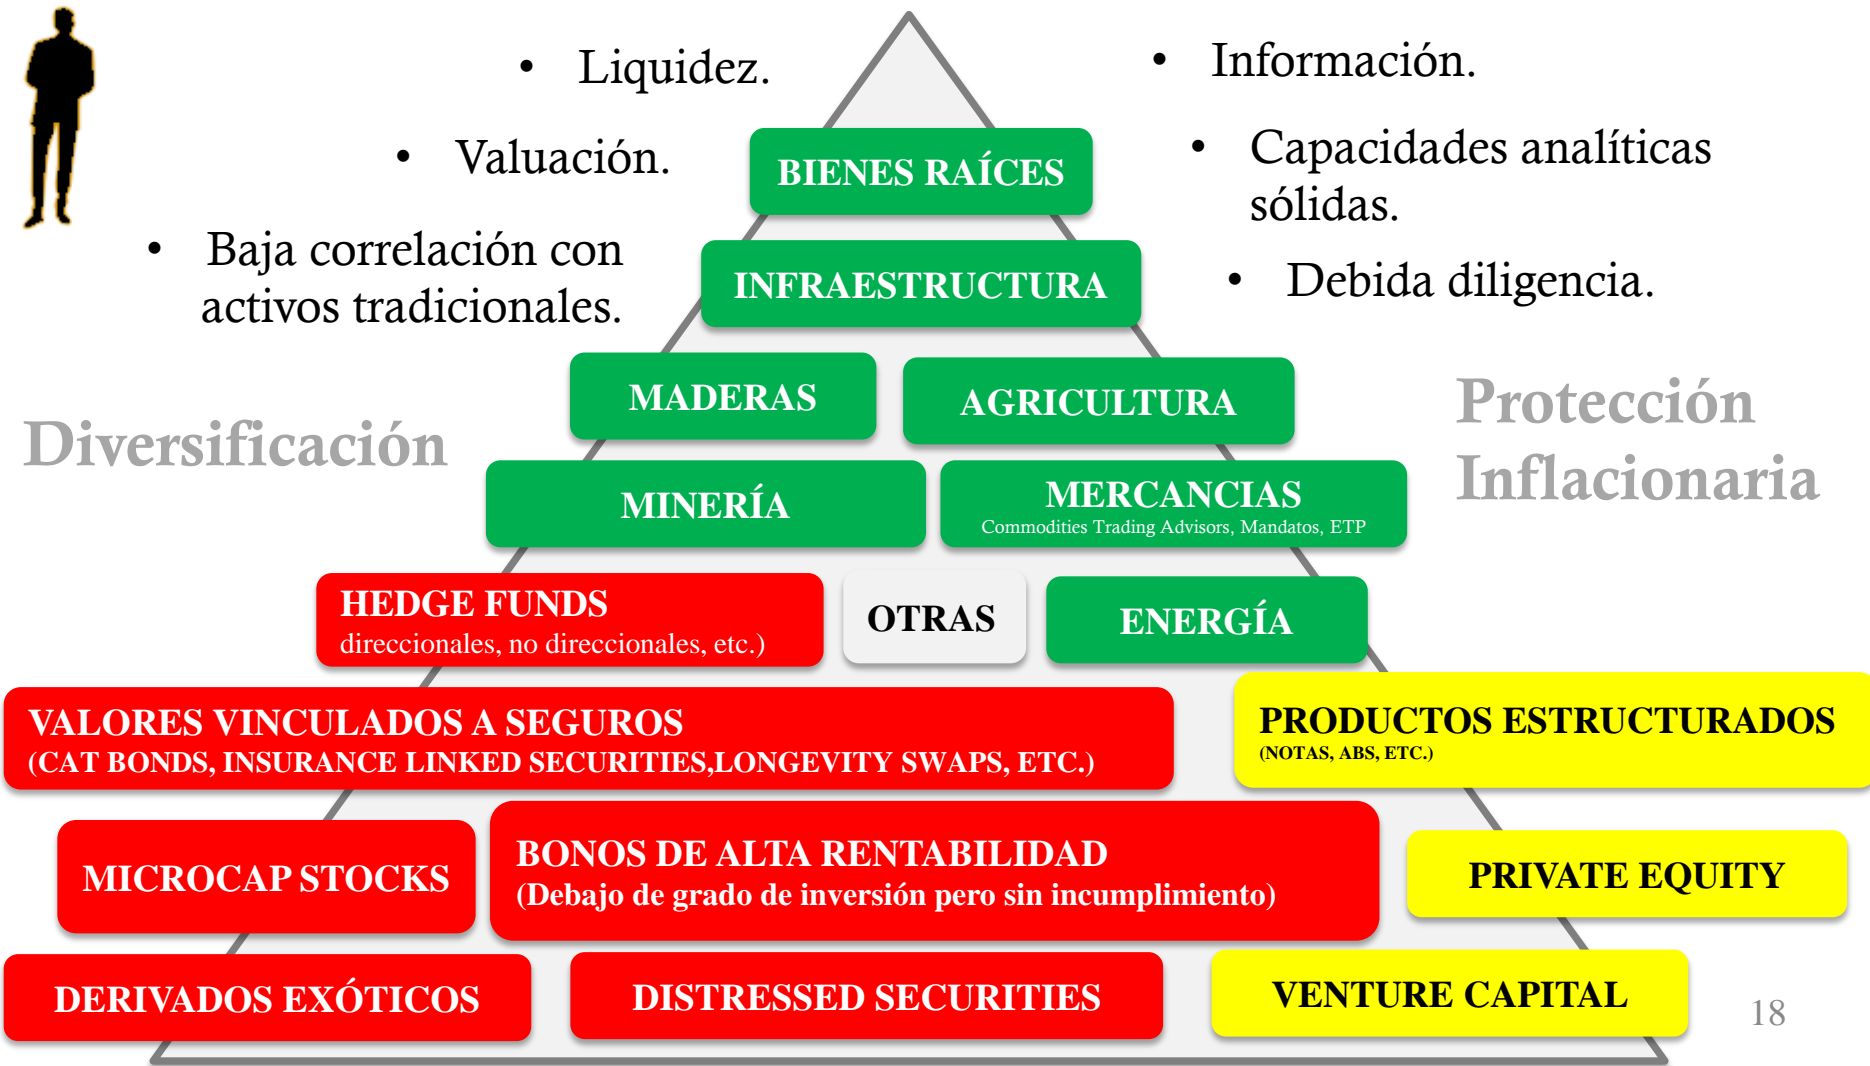 • Liquidez.
• Valuación.
• Baja correlación con
activos tradicionales.
• Información.
• Capacidades analíticas
sólidas.
• Debida diligencia.
Diversificación
Protección
Inflacionaria
BIENES RAÍCES
INFRAESTRUCTURA
MADERAS
AGRICULTURA
MINERÍA
MERCANCIAS
Commodities Trading Advisors, Mandatos, ETP
HEDGE FUNDS
direccionales, no direccionales, etc.)
OTRAS
ENERGÍA
VALORES VINCULADOS A SEGUROS
(CAT BONDS, INSURANCE LINKED SECURITIES,LONGEVITY SWAPS, ETC.)
PRODUCTOS ESTRUCTURADOS
(NOTAS, ABS, ETC.)
MICROCAP STOCKS
BONOS DE ALTA RENTABILIDAD
(Debajo de grado de inversión pero sin incumplimiento)
PRIVATE EQUITY
DERIVADOS EXÓTICOS
DISTRESSED SECURITIES
VENTURE CAPITAL
18